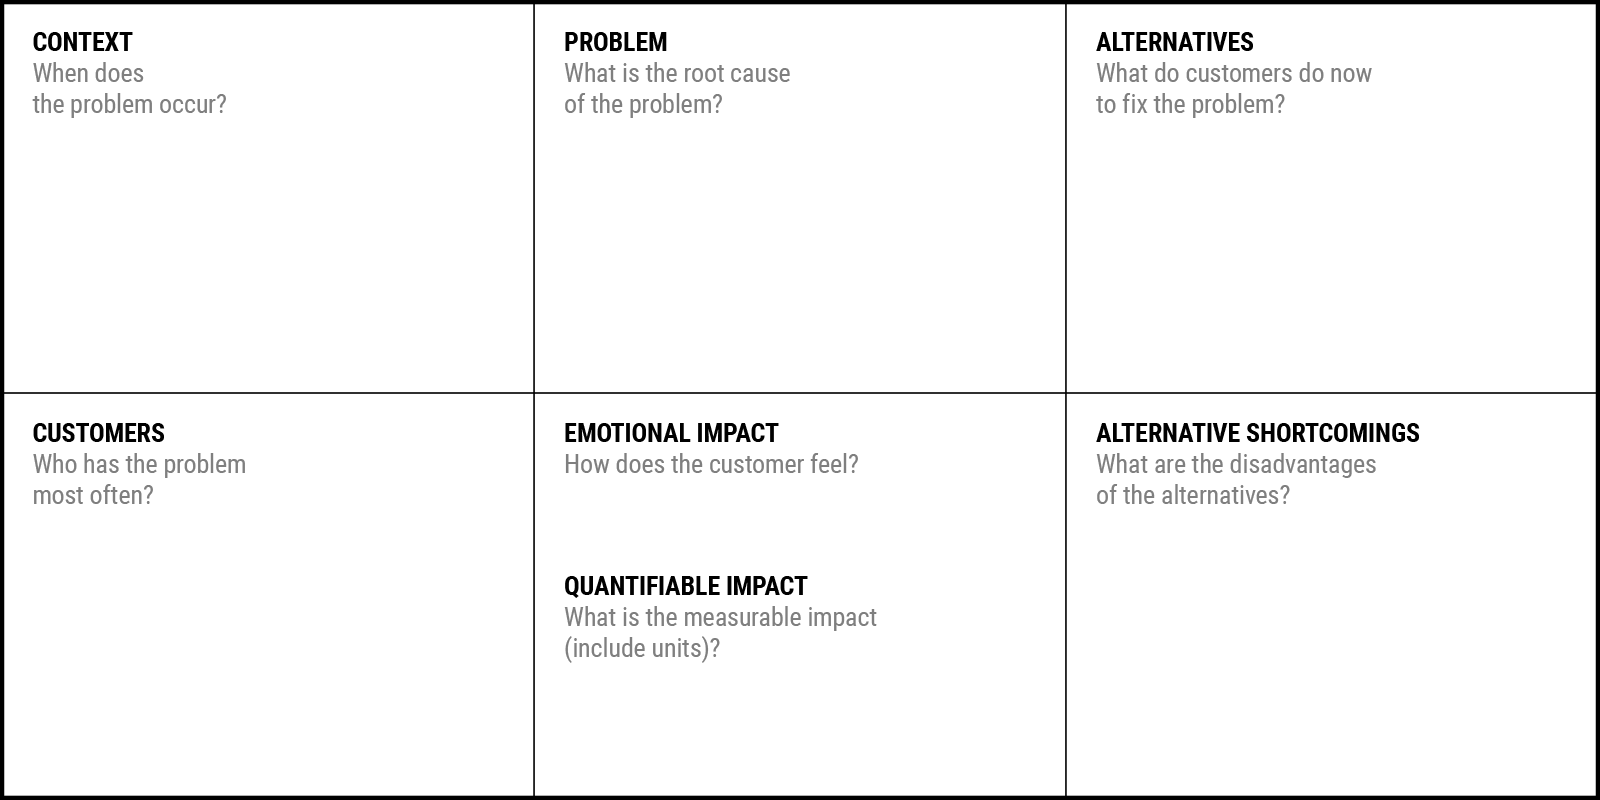 CONTEXT
When does
the problem occur?
PROBLEM
What is the root cause
of the problem?
ALTERNATIVES
What do customers do now
to fix the problem?
CUSTOMERS
Who has the problem
most often?
EMOTIONAL IMPACT
How does the customer feel?
QUANTIFIABLE IMPACT
What is the measurable impact
(include units)?
ALTERNATIVE SHORTCOMINGS
What are the disadvantages
of the alternatives?